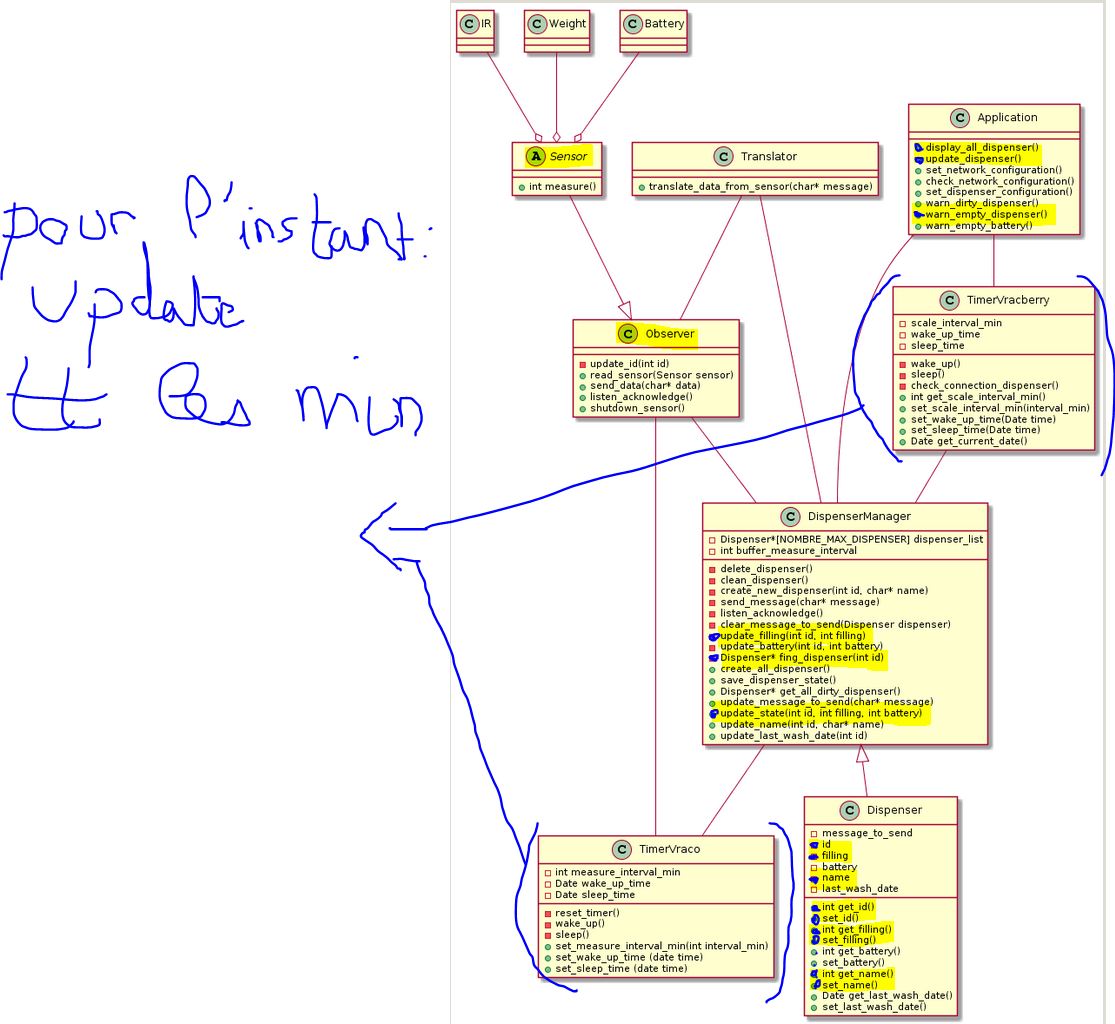 IR
Weight
Battery
Sensor
int measure()
Translator
translate_data_from_sensor(char* message)
Application
display_all_dispenser()
update_dispenser()
set_network_configuration()
check_network_configuration()
set_dispenser_configuration()
warn_dirty_dispenser()
warn_empty_dispenser()
warn_empty_battery()
pour l'instant:
update
tt les min
TimerVracberry
scale_interval_min
wake_up_time
sleep_time
wake_up()
sleep()
check_connection_dispenser()
int get_scale_interval_min()
set_scale_interval_min(interval_min)
set_wake_up_time(Date time)
set_sleep_time(Date time)
Date get_current_date()
Observer
update_id(int id)
read_sensor(Sensor sensor)
send_data(char* data)
listen_acknowledge()
shutdown_sensor()
DispenserManager
Dispenser*[NOMBRE_MAX_DISPENSER] dispenser_list
int buffer_measure_interval
delete_dispenser()
clean_dispenser()
create_new_dispenser(int id, char* name)
send_message(char* message)
listen_acknowledge()
clear_message_to_send(Dispenser dispenser)
update_filling(int id, int filling)
update_battery(int id, int battery)
Dispenser* fing_dispenser(int id)
create_all_dispenser()
save_dispenser_state()
Dispenser* get_all_dirty_dispenser()
update_message_to_send(char* message)
update_state(int id, int filling, int battery)
update_name(int id, char* name)
update_last_wash_date(int id)
TimerVraco
int measure_interval_min
Date wake_up_time
Date sleep_time
reset_timer()
wake_up()
sleep()
set_measure_interval_min(int interval_min)
set_wake_up_time (date time)
set_sleep_time (date time)
Dispenser
message_to_send
id
filling
battery
name
last_wash_date
int get_id()
set_id()
int get_filling()
set_filling()
int get_battery()
set_battery()
int get_name()
set_name()
Date get_last_wash_date()
set_last_wash_date()